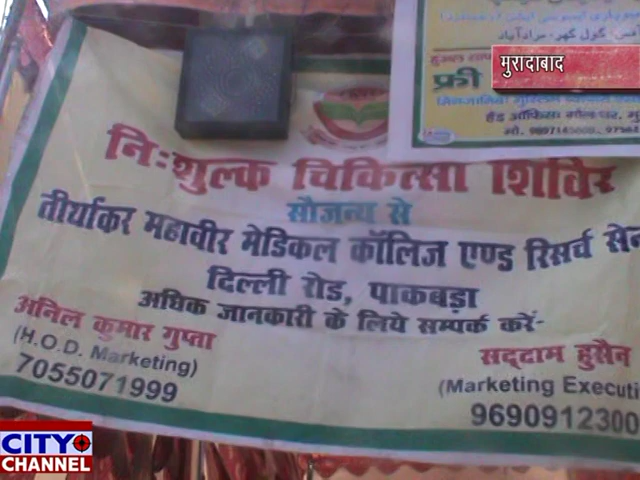 मुरादाबाद
फ्री
हैड ऑफिस
नि:शुल्क चिकित्सा शिविर
सौजन्य से
तीर्थाकर महावीर मेडिकल कॉलिज एण्ड रिसर्च
दिल्ली रोड, पाकबड़ा
अधिक जानकारी के लिये सम्पर्क करें-
अनिल कुमार गुप्ता
(H.O.D. Marketing)
7055071999
सद्दाम हुसैन
(Marketing Executi
9690912300
CITY
CHANNEL